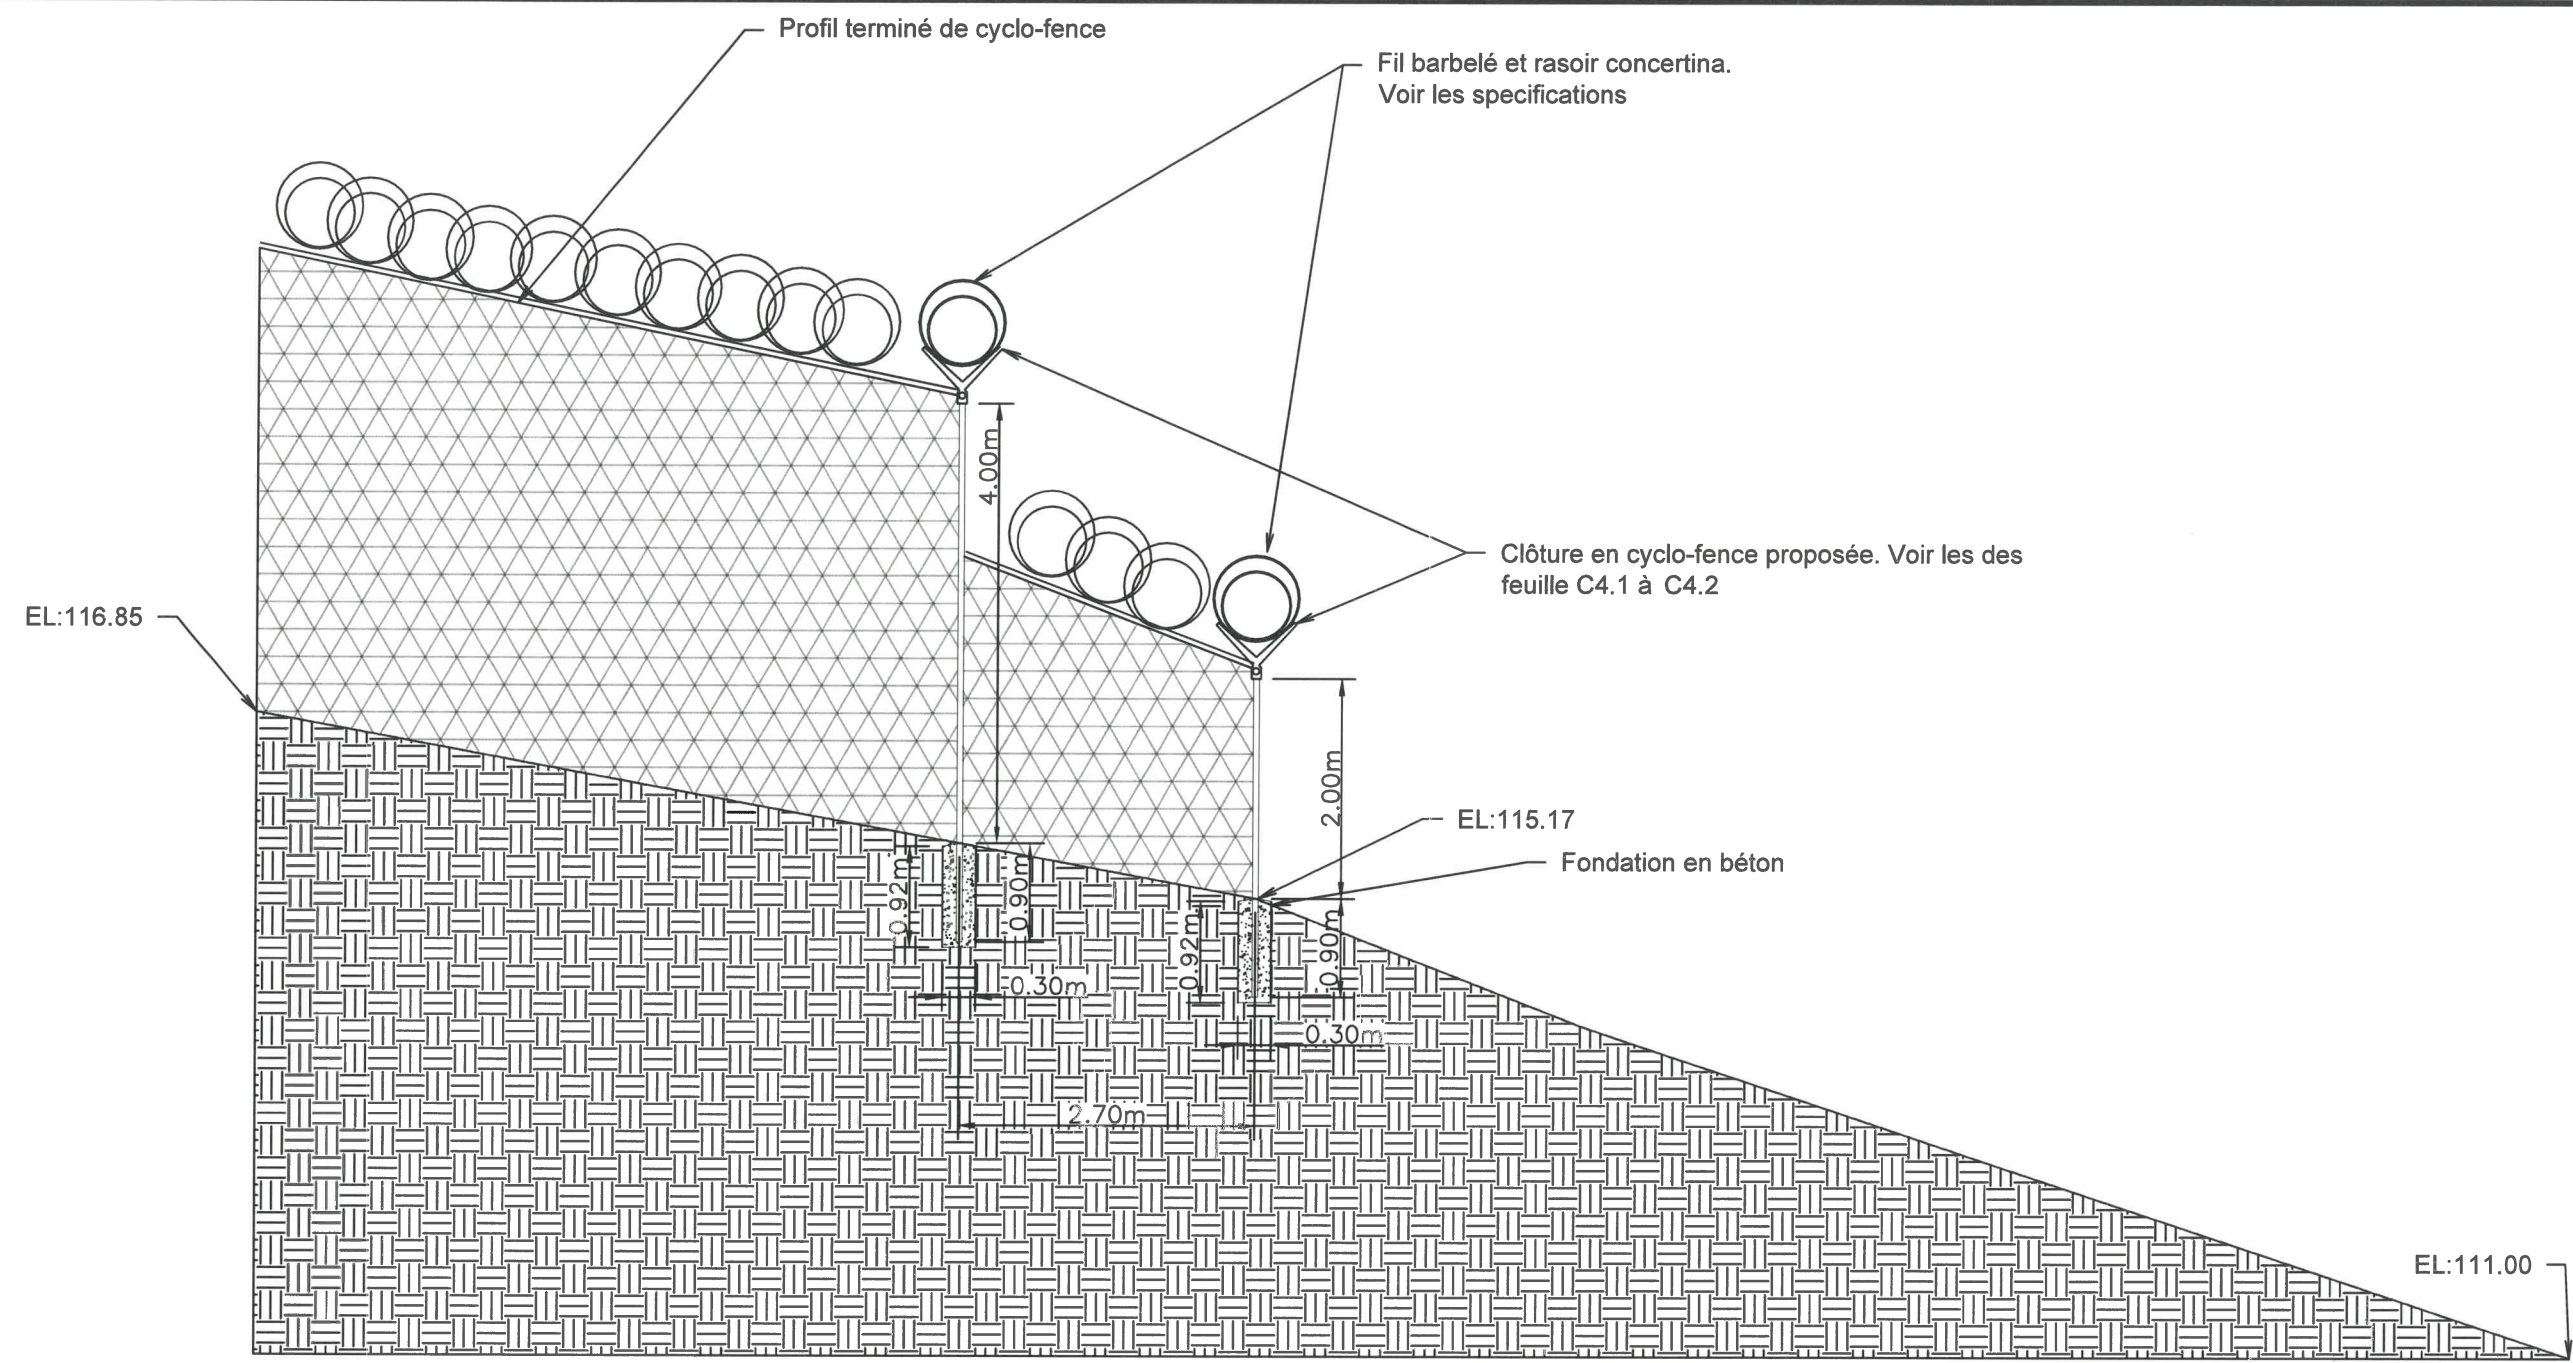 Profil terminé de cyclo-fence
Fil barbelé et rasoir concertina.
Voir les specifications
4.00m
Clôture en cyclo-fence proposée. Voir les des
feuille C4.1 à C4.2
EL:116.85
2.00m
EL:115.17
Fondation en béton
0.92m
0.90m
0.92m
0.90m
0.30m
0.30m
2.70m
EL:111.00